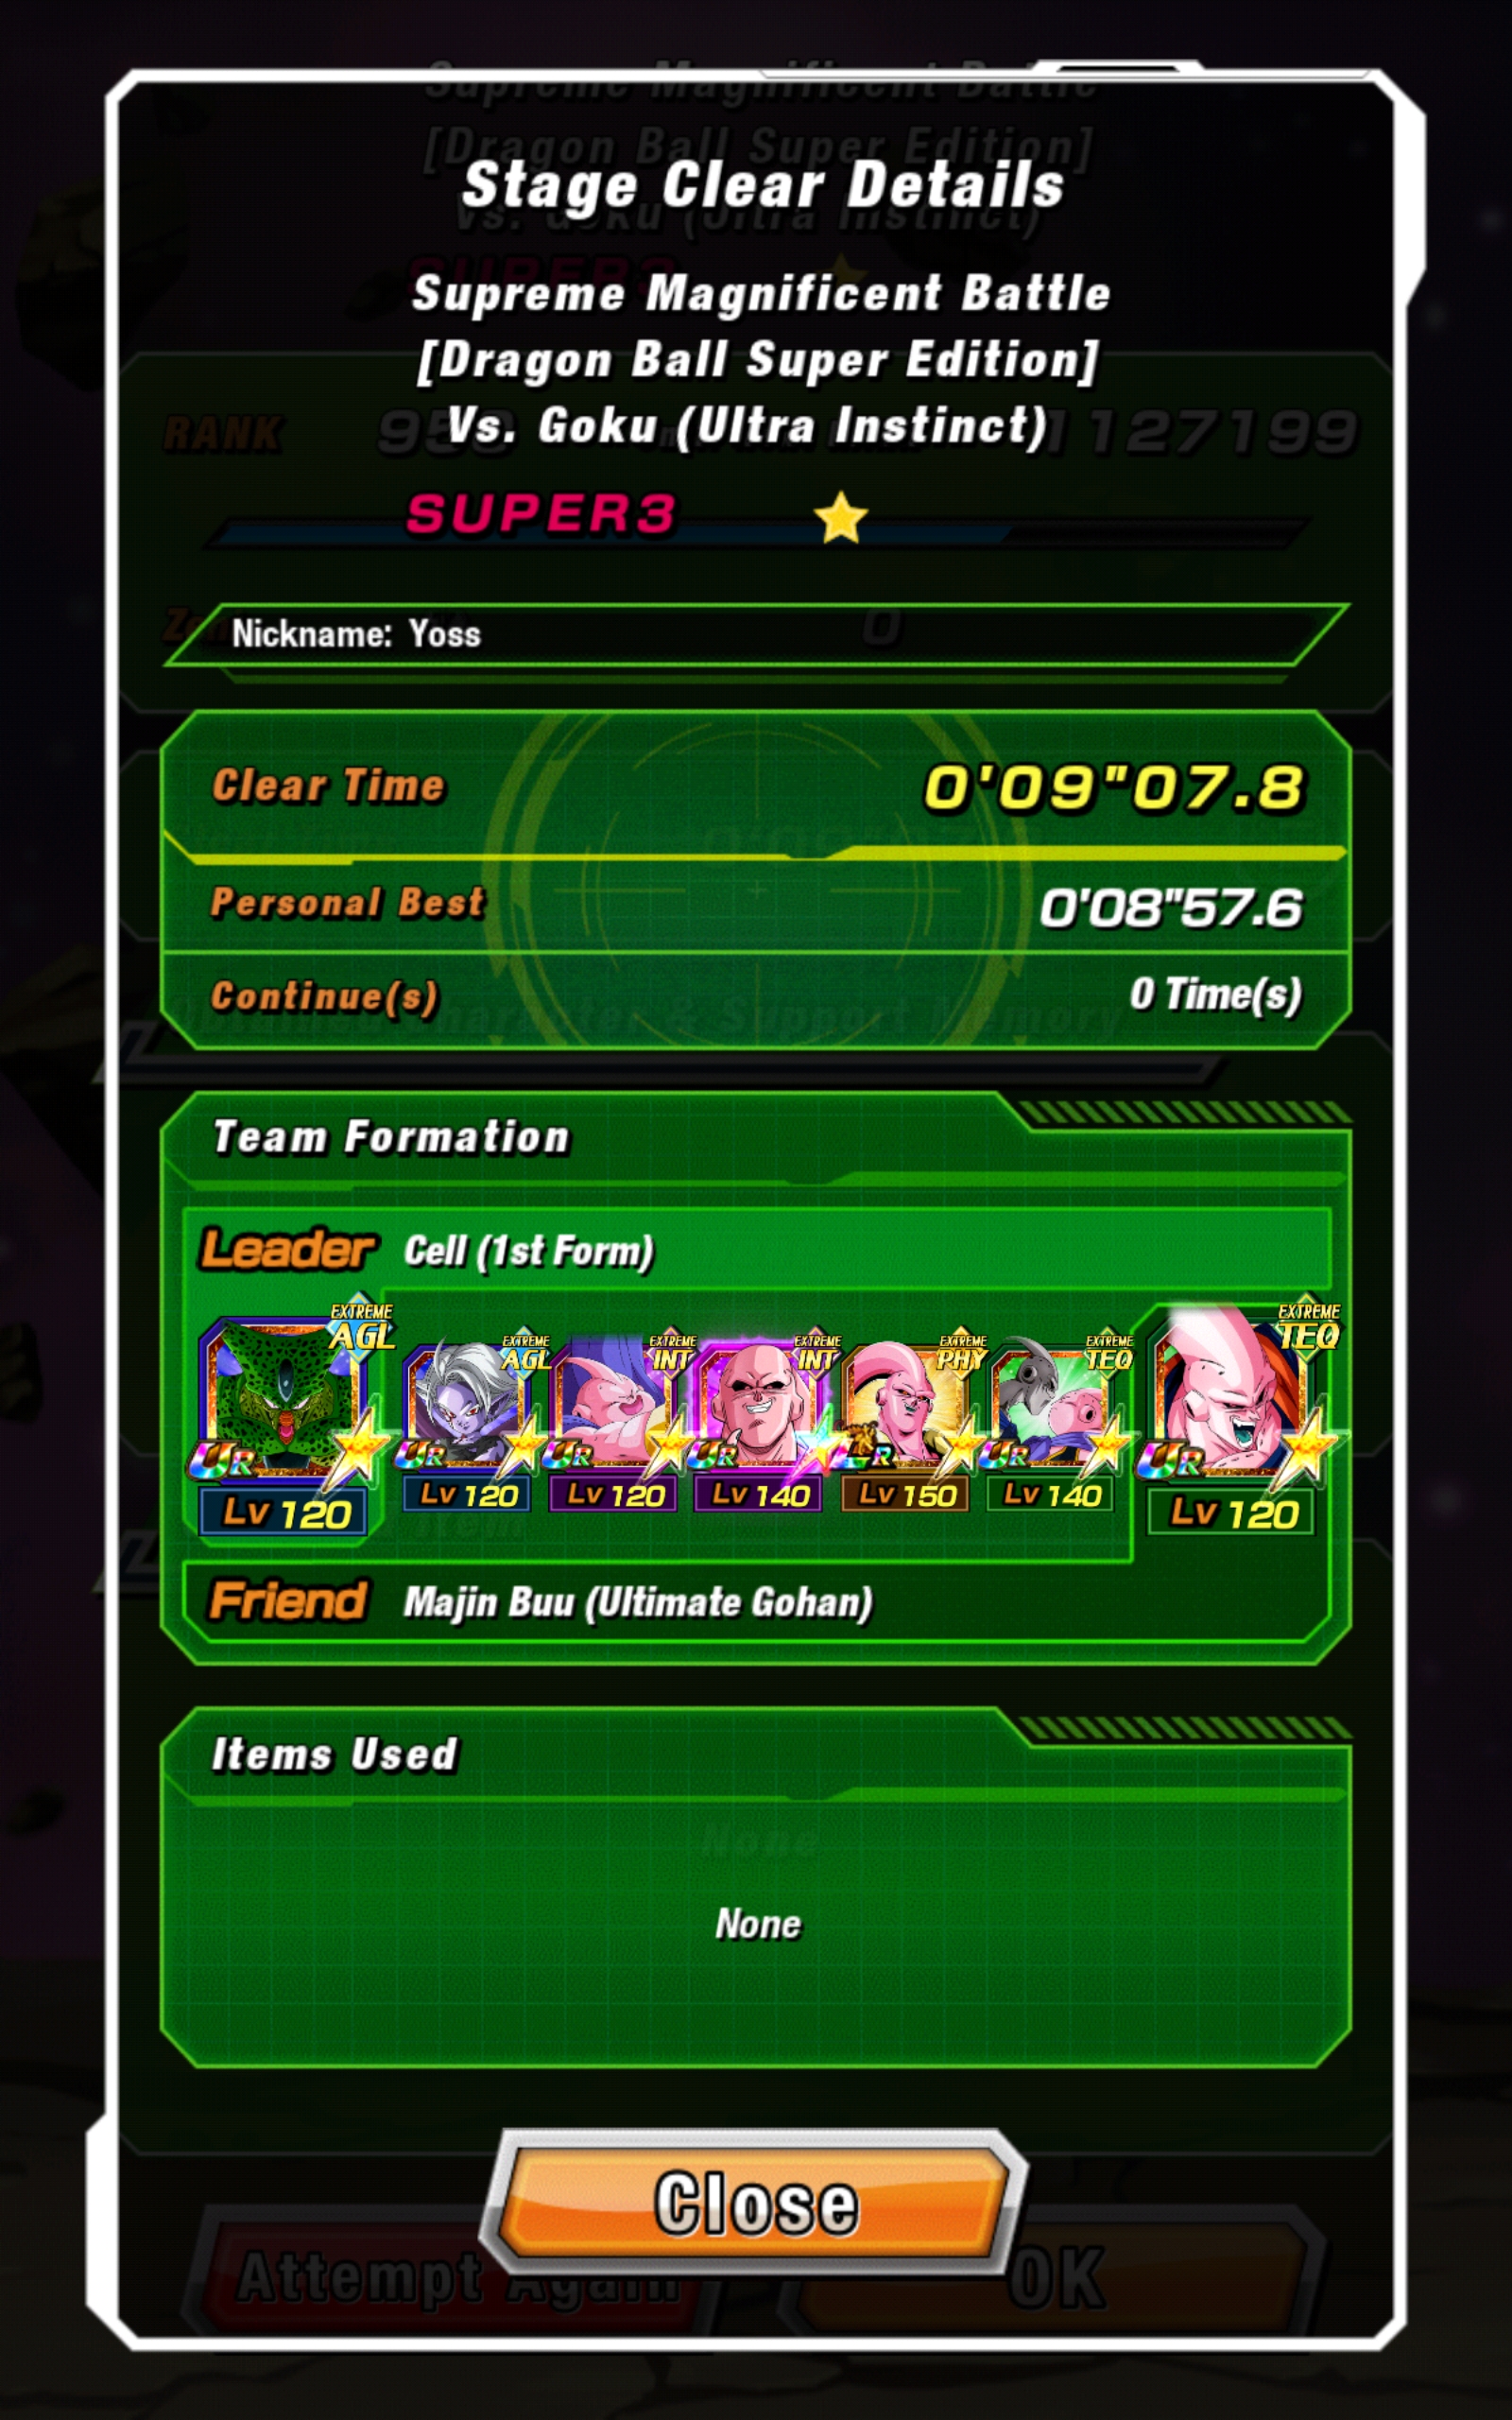 Stage Clear Details
Supreme Magnificent Battle
[Dragon Ball Super Edition]
Vs. Goku (Ultra Instinct)
SUPER3
Nickname: Yoss
Clear Time 0'09"07.8
Personal Best 0'08"57.6
Continue(s) 0 Time(s)
Team Formation
Leader Cell (1st Form)
EXTREME AGL UR Lv 120
EXTREME AGL UR Lv 120
EXTREME INT UR Lv 120
EXTREME INT UR Lv 140
EXTREME PHY LR Lv 150
EXTREME TEQ UR Lv 140
EXTREME TEQ UR Lv 120
Friend Majin Buu (Ultimate Gohan)
Items Used
None
Close
Attempt Again
OK